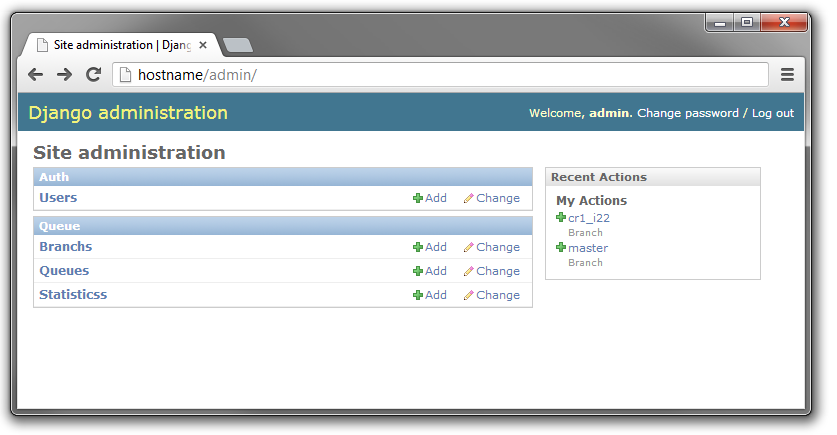 Site administration | Djang
hostname/admin/
Django administration
Welcome, admin. Change password / Log out
Site administration
Auth
Users Add Change
Queue
Branchs Add Change
Queues Add Change
Statisticss Add Change
Recent Actions
My Actions
cr1_i22
Branch
master
Branch